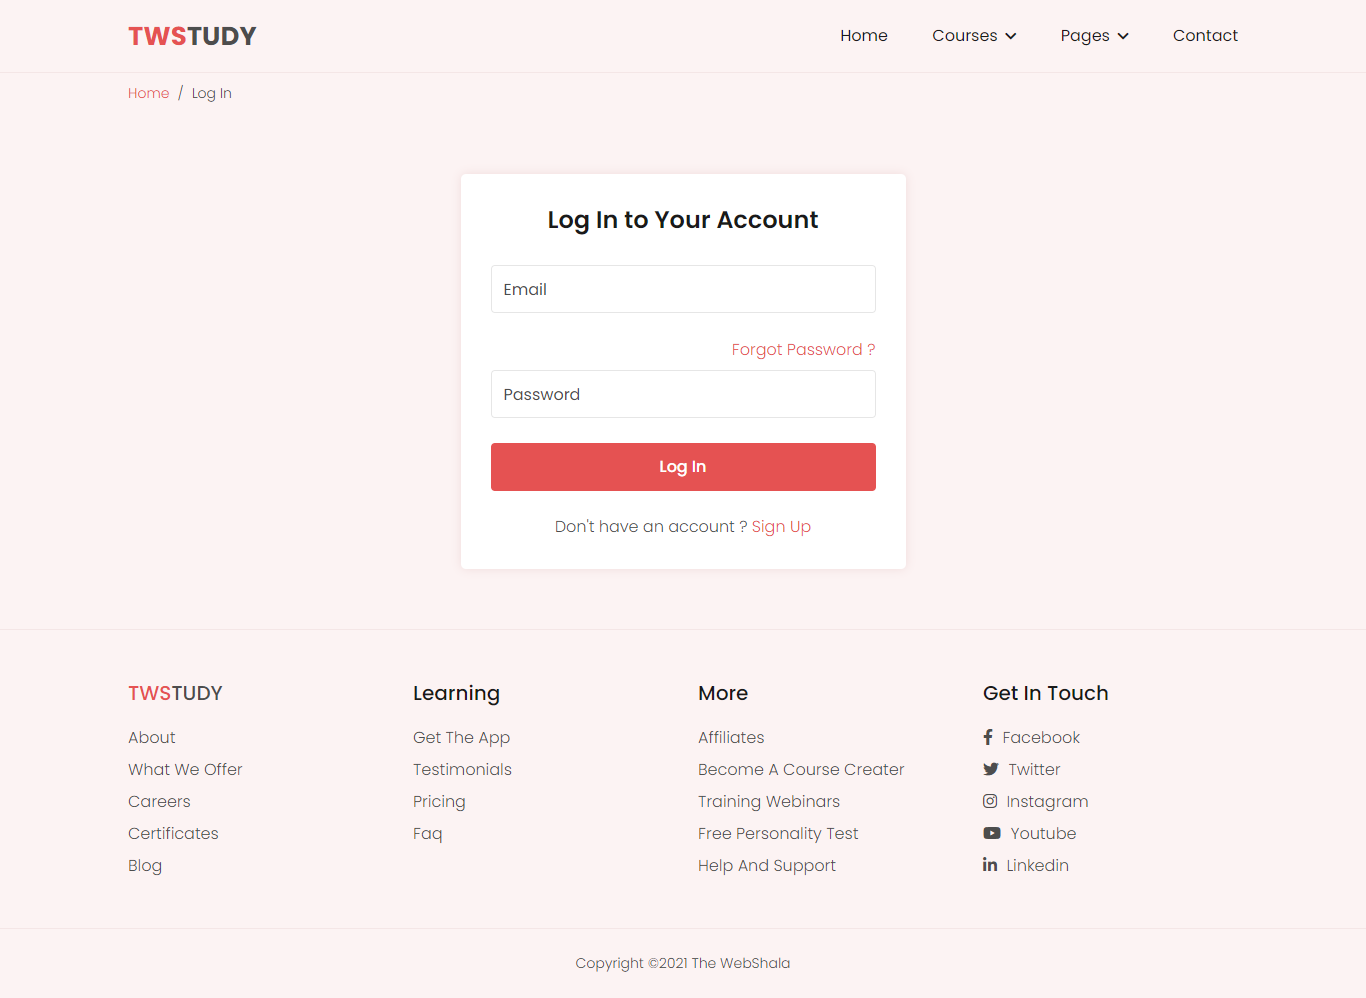 TWSTUDY
Home Courses Pages Contact
Home / Log In
Log In to Your Account
Email
Forgot Password ?
Password
Log In
Don't have an account ? Sign Up
TWSTUDY
About
What We Offer
Careers
Certificates
Blog
Learning
Get The App
Testimonials
Pricing
Faq
More
Affiliates
Become A Course Creater
Training Webinars
Free Personality Test
Help And Support
Get In Touch
Facebook
Twitter
Instagram
Youtube
Linkedin
Copyright ©2021 The WebShala